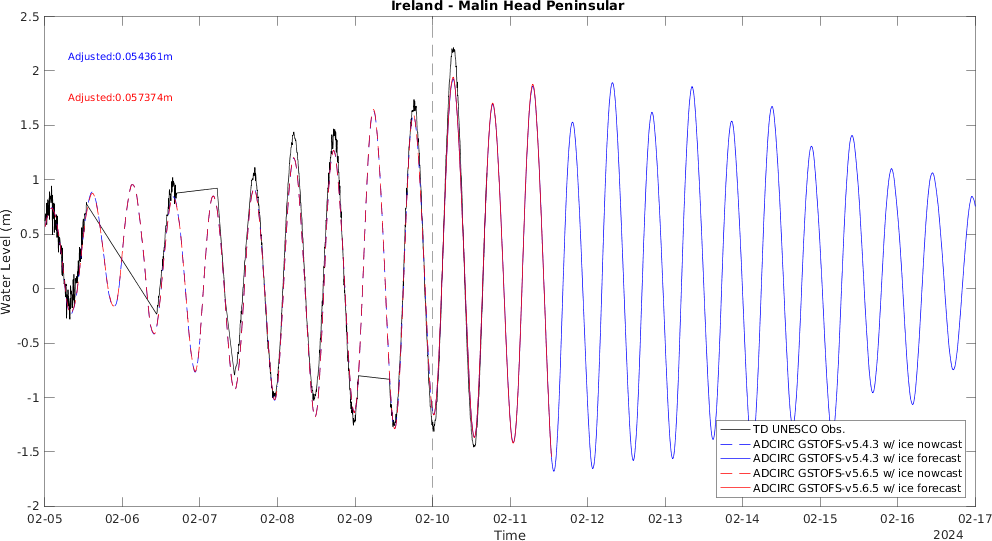 Ireland - Malin Head Peninsular
2.5
2
1.5
1
0.5
0
-0.5
-1
-1.5
-2
Water Level (m)
Adjusted:0.054361m
Adjusted:0.057374m
TD UNESCO Obs.
ADCIRC GSTOFS-v5.4.3 w/ ice nowcast
ADCIRC GSTOFS-v5.4.3 w/ ice forecast
ADCIRC GSTOFS-v5.6.5 w/ ice nowcast
ADCIRC GSTOFS-v5.6.5 w/ ice forecast
02-05 02-06 02-07 02-08 02-09 02-10 02-11 02-12 02-13 02-14 02-15 02-16 02-17
Time
2024